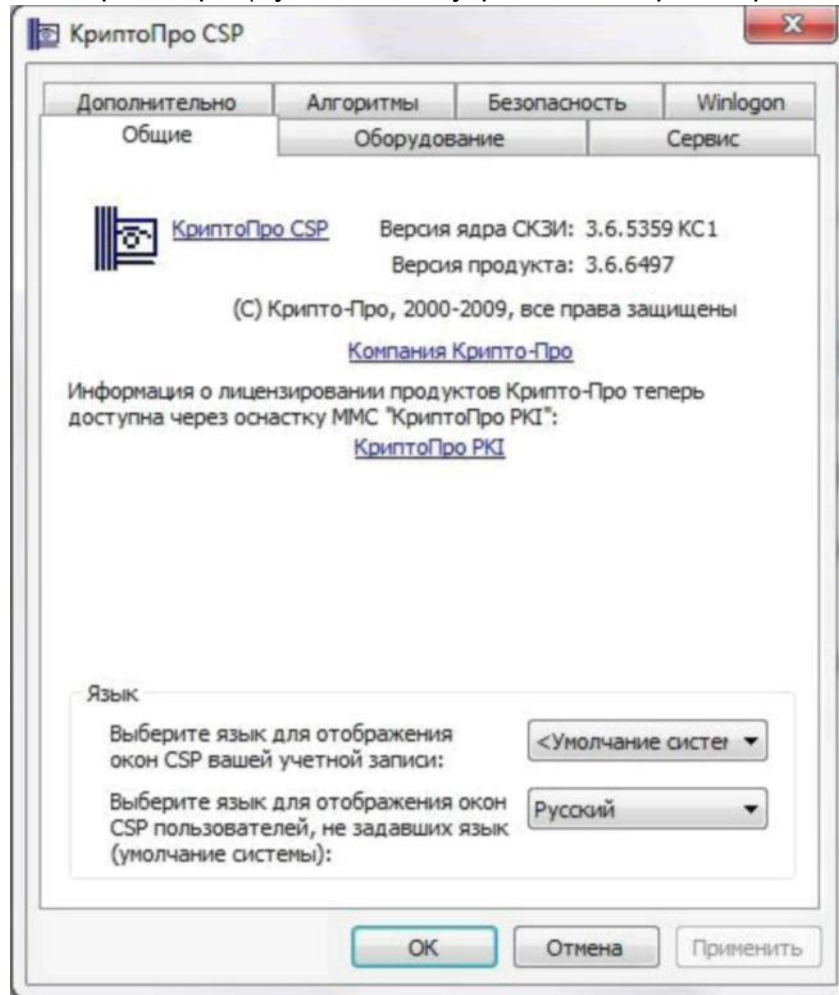 КриптоПро CSP
Дополнительно Алгоритмы Безопасность Winlogon
Общие Оборудование Сервис
КриптоПро CSP Версия ядра СКЗИ: 3.6.5359 КС1
Версия продукта: 3.6.6497
(C) Крипто-Про, 2000-2009, все права защищены
Компания Крипто-Про
Информация о лицензировании продуктов Крипто-Про теперь
доступна через оснастку MMC "КриптоПро PKI":
КриптоПро PKI
Язык
Выберите язык для отображения
окон CSP вашей учетной записи:
<Умолчание систег
Выберите язык для отображения окон
CSP пользователей, не задавших язык
(умолчание системы):
Русский
OK Отмена Применить